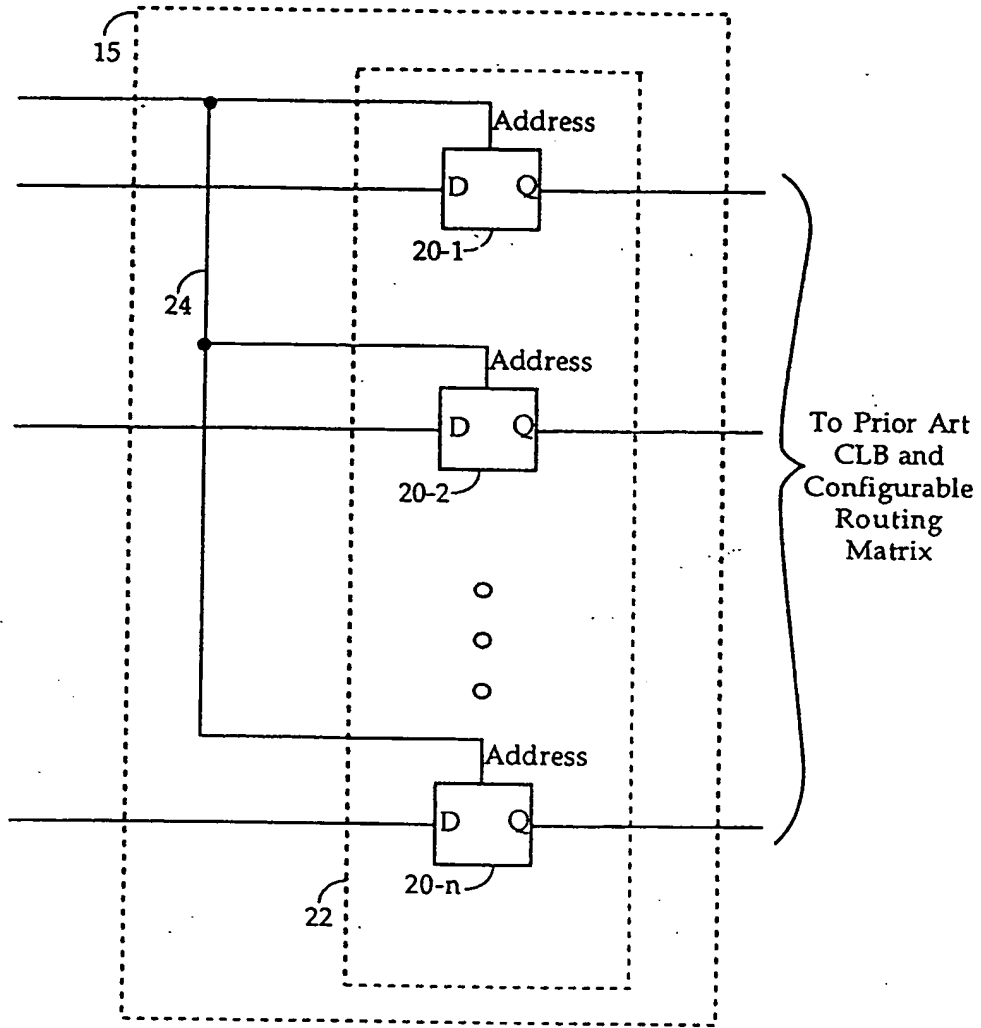 15
Address
D Q
20-1
24
Address
D Q
20-2
To Prior Art
CLB and
Configurable
Routing
Matrix
Address
D Q
20-n
22